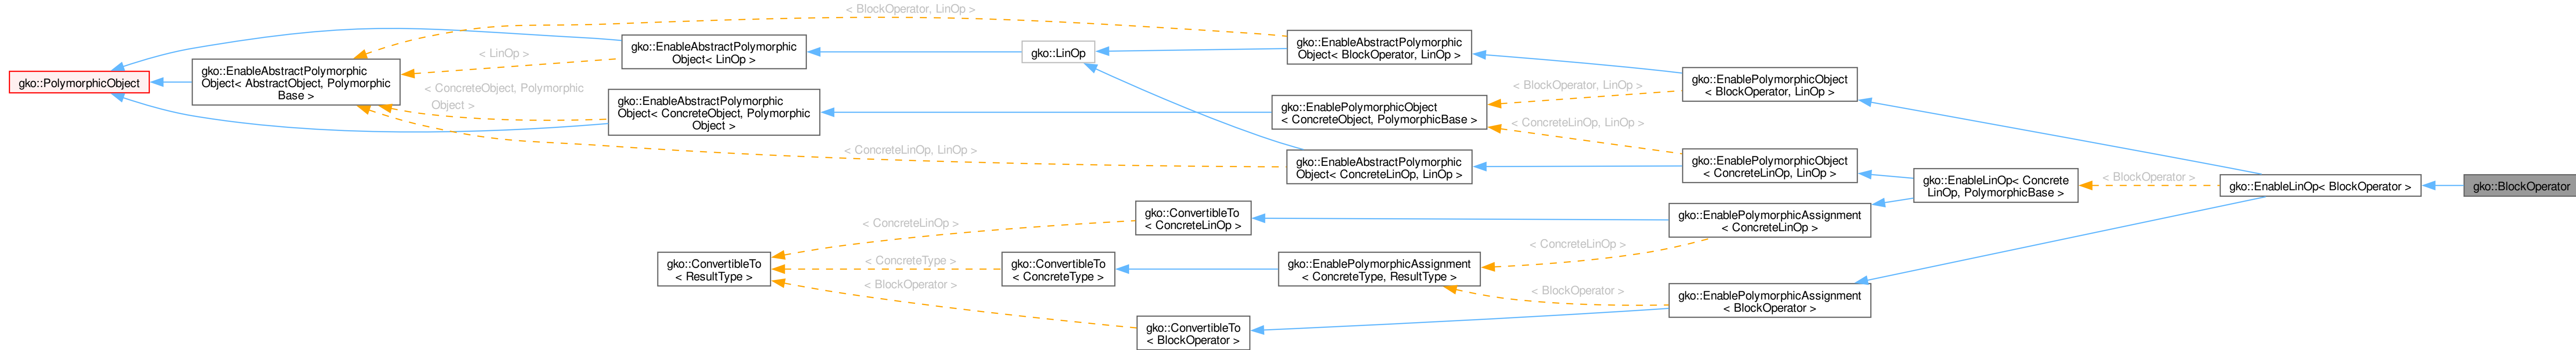 < BlockOperator, LinOp >
gko::EnableAbstractPolymorphic
Object< LinOp >
< LinOp >
gko::LinOp
gko::EnableAbstractPolymorphic
Object< BlockOperator, LinOp >
gko::PolymorphicObject
gko::EnableAbstractPolymorphic
Object< AbstractObject, Polymorphic
Base >
< ConcreteObject, Polymorphic
Object >
gko::EnablePolymorphicObject
< BlockOperator, LinOp >
< BlockOperator, LinOp >
gko::EnableAbstractPolymorphic
Object< ConcreteObject, Polymorphic
Object >
gko::EnablePolymorphicObject
< ConcreteObject, PolymorphicBase >
< ConcreteLinOp, LinOp >
< ConcreteLinOp, LinOp >
gko::EnableAbstractPolymorphic
Object< ConcreteLinOp, LinOp >
gko::EnablePolymorphicObject
< ConcreteLinOp, LinOp >
gko::EnableLinOp< Concrete
LinOp, PolymorphicBase >
< BlockOperator >
gko::EnableLinOp< BlockOperator >
gko::BlockOperator
< ConcreteLinOp >
gko::ConvertibleTo
< ConcreteLinOp >
gko::EnablePolymorphicAssignment
< ConcreteLinOp >
< ConcreteLinOp >
gko::ConvertibleTo
< ResultType >
< ConcreteType >
gko::ConvertibleTo
< ConcreteType >
gko::EnablePolymorphicAssignment
< ConcreteType, ResultType >
< BlockOperator >
< BlockOperator >
gko::EnablePolymorphicAssignment
< BlockOperator >
gko::ConvertibleTo
< BlockOperator >